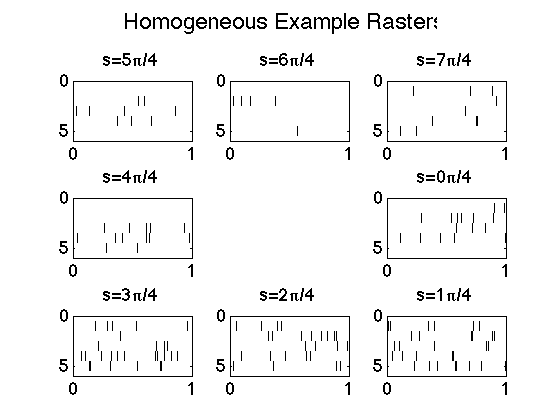 Homogeneous Example Rasters
s=5π/4 s=6π/4 s=7π/4
0 0 0
5 5 5
0 1 0 1 0 1
s=4π/4 s=0π/4
0 0
5 5
0 1 0 1
s=3π/4 s=2π/4 s=1π/4
0 0 0
5 5 5
0 1 0 1 0 1